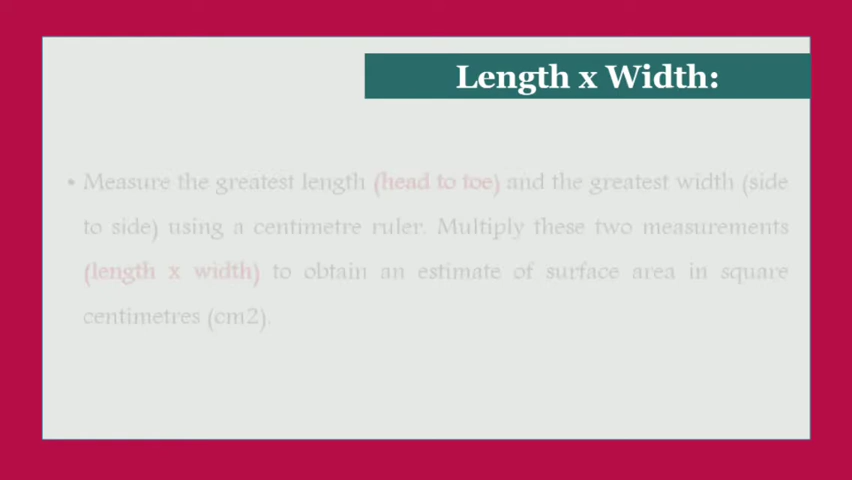 Length x Width:
• Measure the greatest length (head to toe) and the greatest width (side
to side) using a centimetre ruler. Multiply these two measurements
(length x width) to obtain an estimate of surface area in square
centimetres (cm2).